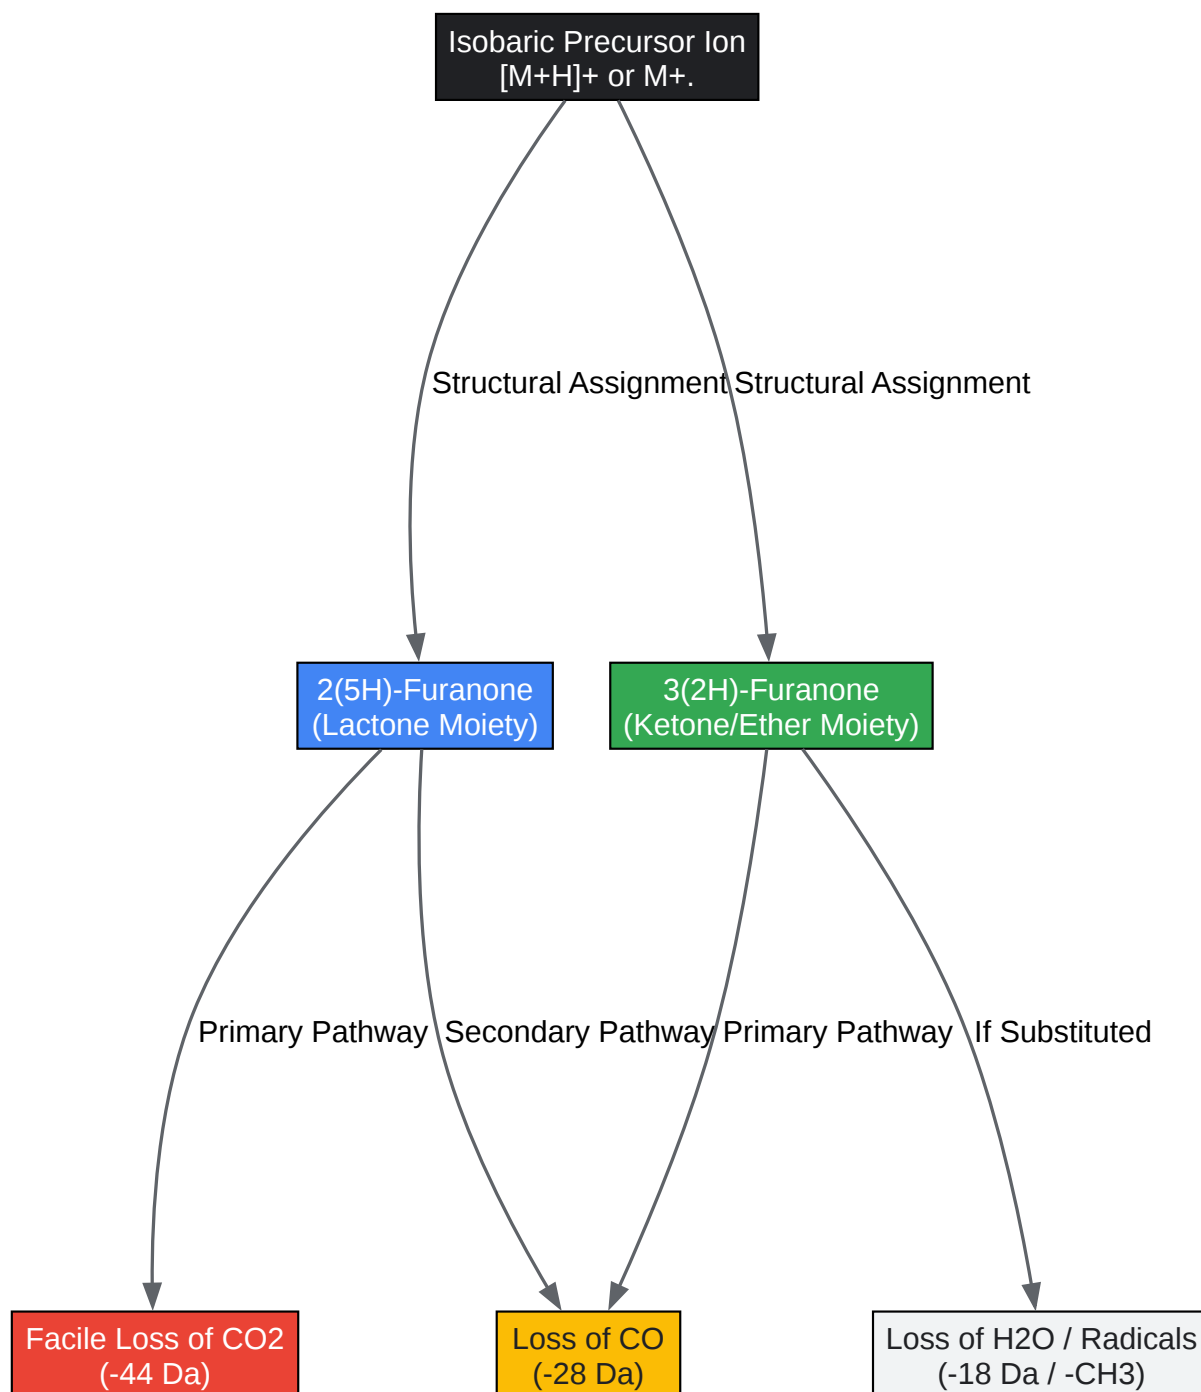 Isobaric Precursor Ion
[M+H]+ or M+.
Structural Assignment
Structural Assignment
2(5H)-Furanone
(Lactone Moiety)
3(2H)-Furanone
(Ketone/Ether Moiety)
Primary Pathway
Secondary Pathway
Primary Pathway
If Substituted
Facile Loss of CO2
(-44 Da)
Loss of CO
(-28 Da)
Loss of H2O / Radicals
(-18 Da / -CH3)